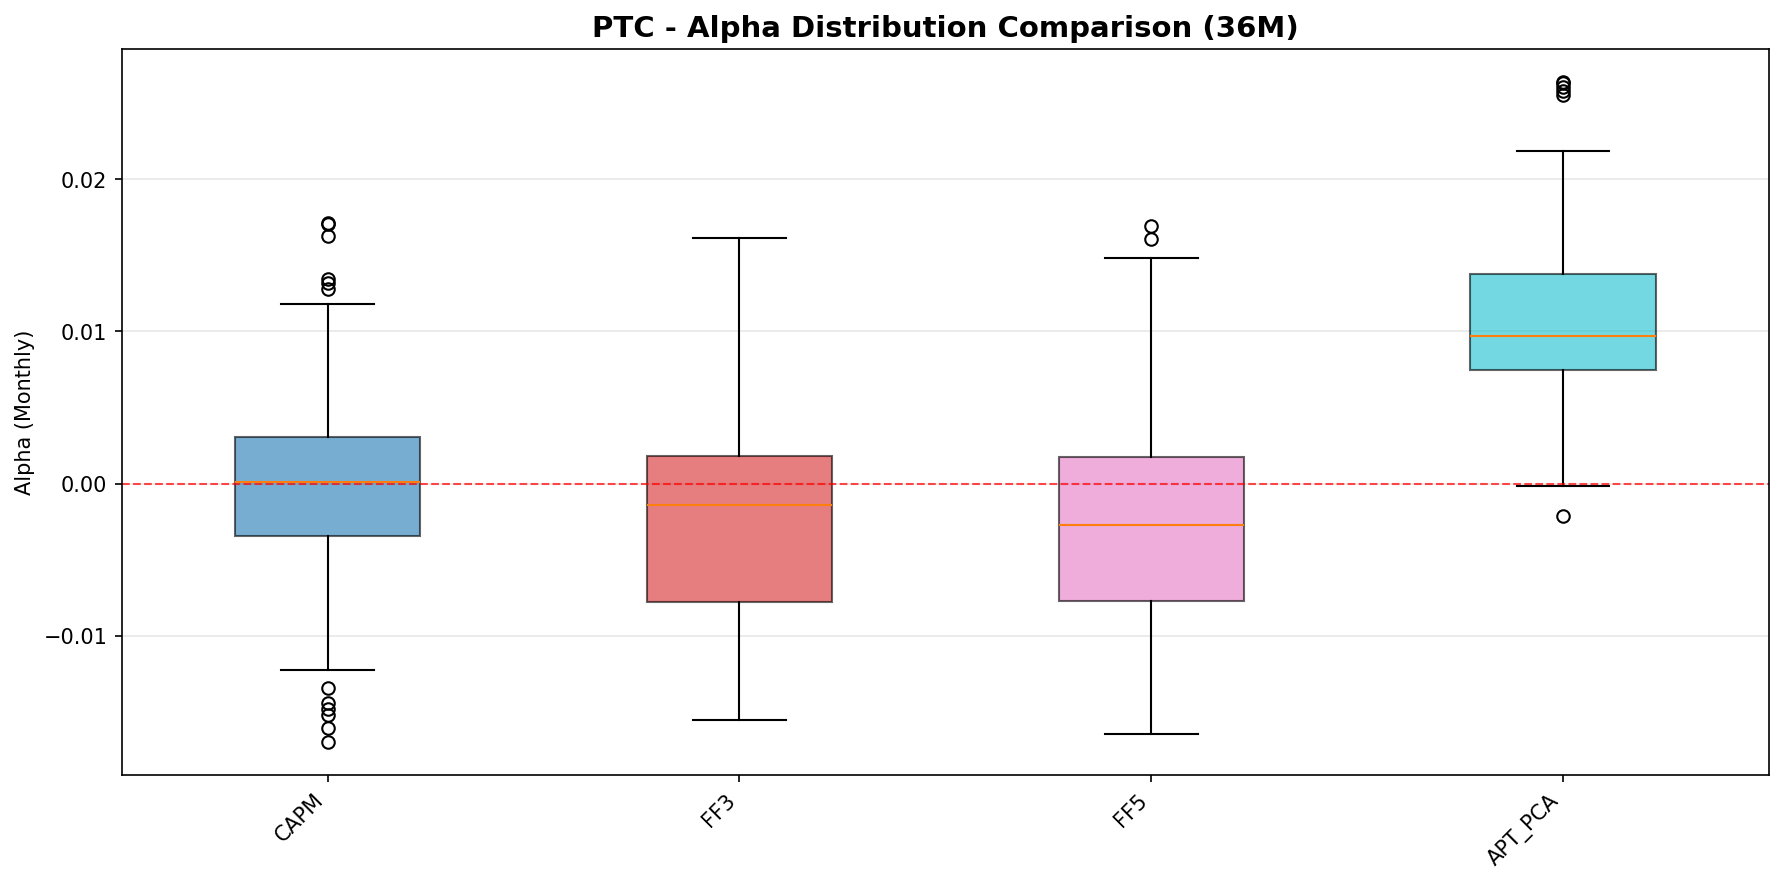 PTC - Alpha Distribution Comparison (36M)
Alpha (Monthly)
0.02
0.01
0.00
−0.01
CAPM
FF3
FF5
APT_PCA